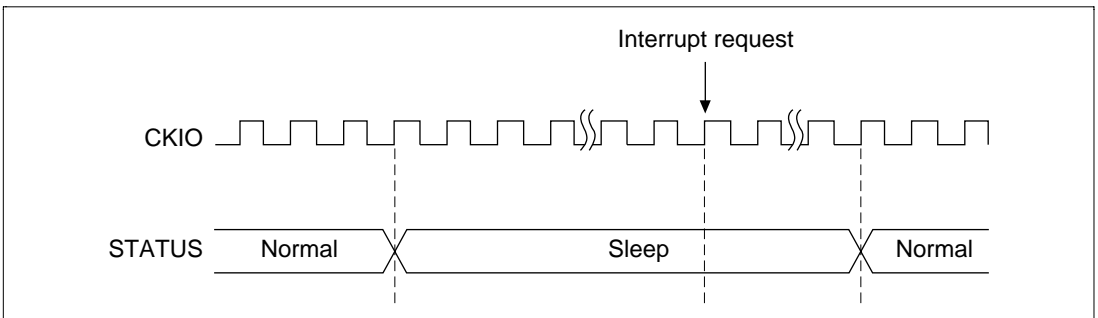 Interrupt request
CKIO
STATUS
Normal
Sleep
Normal